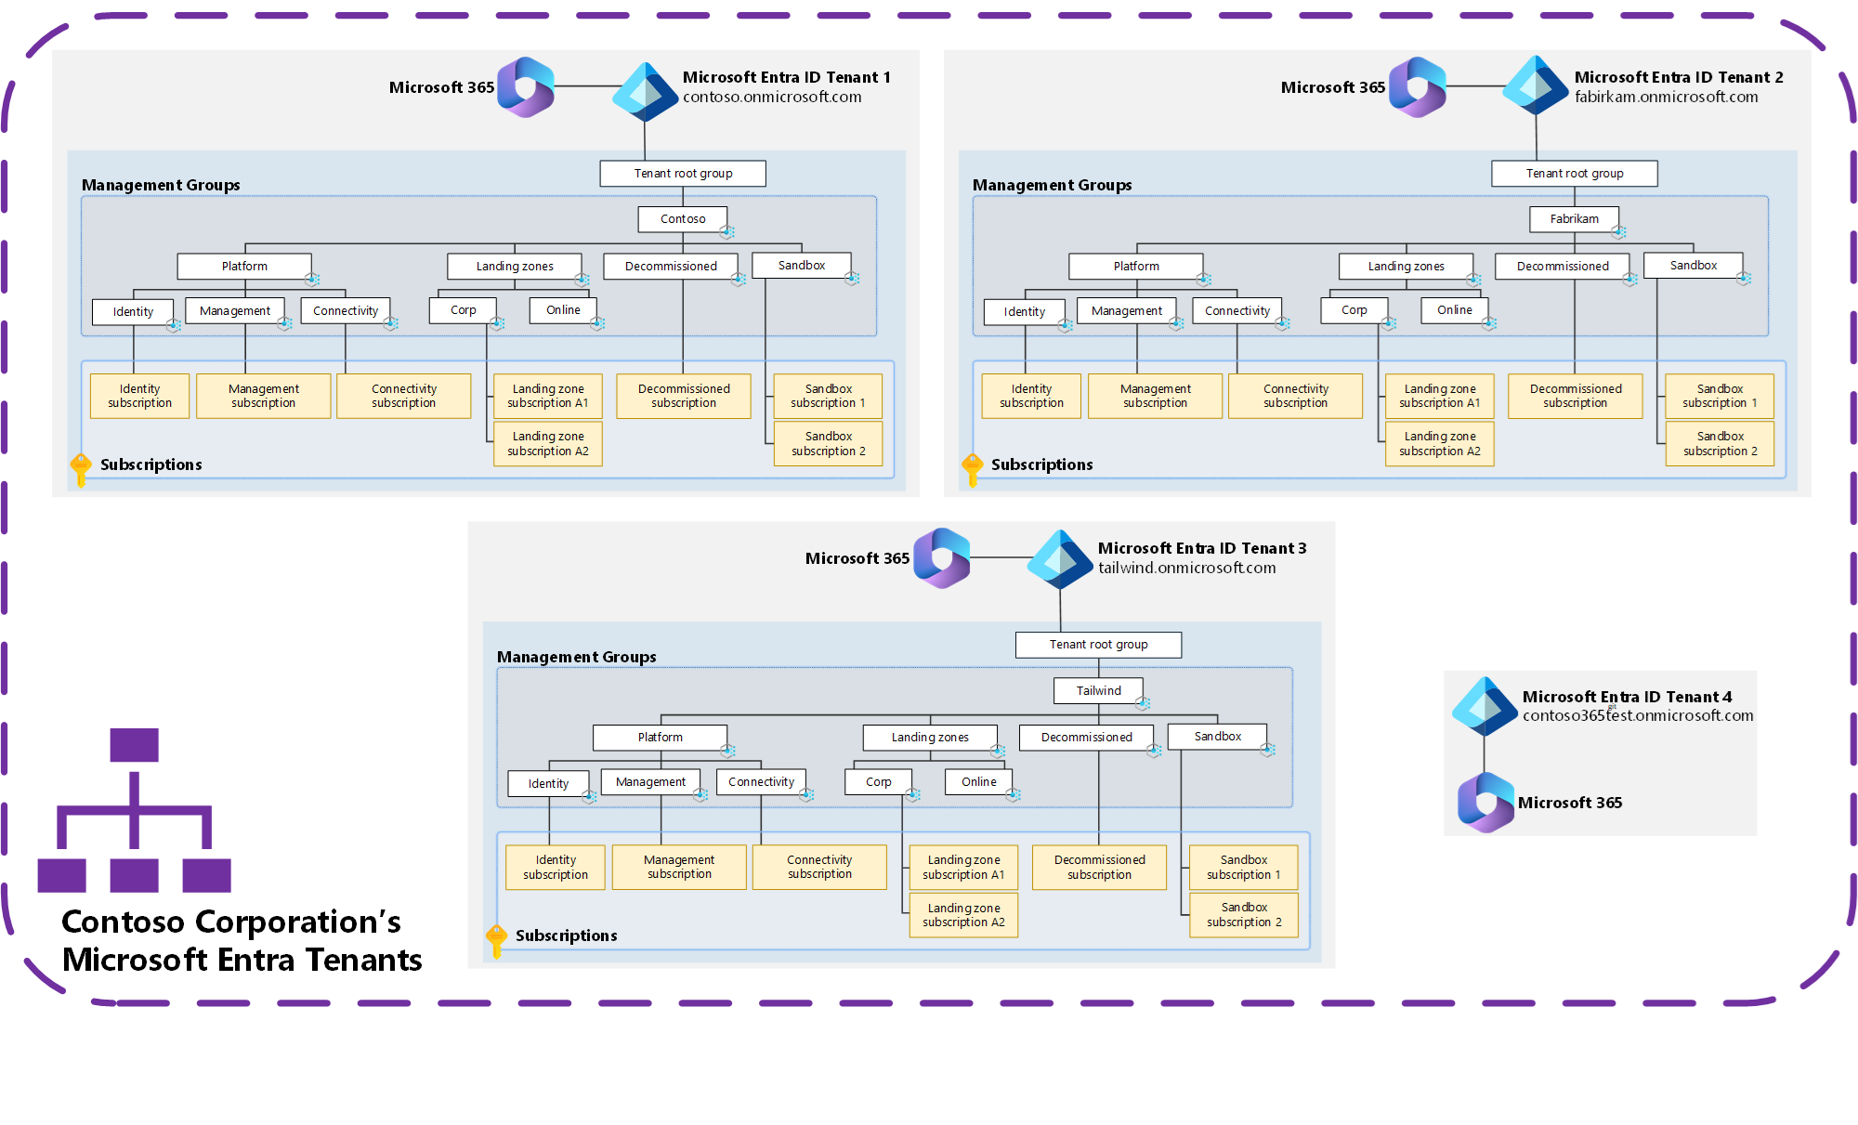 Microsoft 365
Microsoft Entra ID Tenant 1
contoso.onmicrosoft.com
Tenant root group
Management Groups
Contoso
Platform
Landing zones
Decommissioned
Sandbox
Identity
Management
Connectivity
Corp
Online
Identity
subscription
Management
subscription
Connectivity
subscription
Landing zone
subscription A1
Decommissioned
subscription
Sandbox
subscription 1
Landing zone
subscription A2
Sandbox
subscription 2
Subscriptions
Microsoft 365
Microsoft Entra ID Tenant 2
fabirkam.onmicrosoft.com
Tenant root group
Management Groups
Fabrikam
Platform
Landing zones
Decommissioned
Sandbox
Identity
Management
Connectivity
Corp
Online
Identity
subscription
Management
subscription
Connectivity
subscription
Landing zone
subscription A1
Decommissioned
subscription
Sandbox
subscription 1
Landing zone
subscription A2
Sandbox
subscription 2
Subscriptions
Microsoft 365
Microsoft Entra ID Tenant 3
tailwind.onmicrosoft.com
Tenant root group
Management Groups
Tailwind
Platform
Landing zones
Decommissioned
Sandbox
Identity
Management
Connectivity
Corp
Online
Identity
subscription
Management
subscription
Connectivity
subscription
Landing zone
subscription A1
Decommissioned
subscription
Sandbox
subscription 1
Landing zone
subscription A2
Sandbox
subscription 2
Subscriptions
Microsoft Entra ID Tenant 4
contoso365test.onmicrosoft.com
Microsoft 365
Contoso Corporation's
Microsoft Entra Tenants